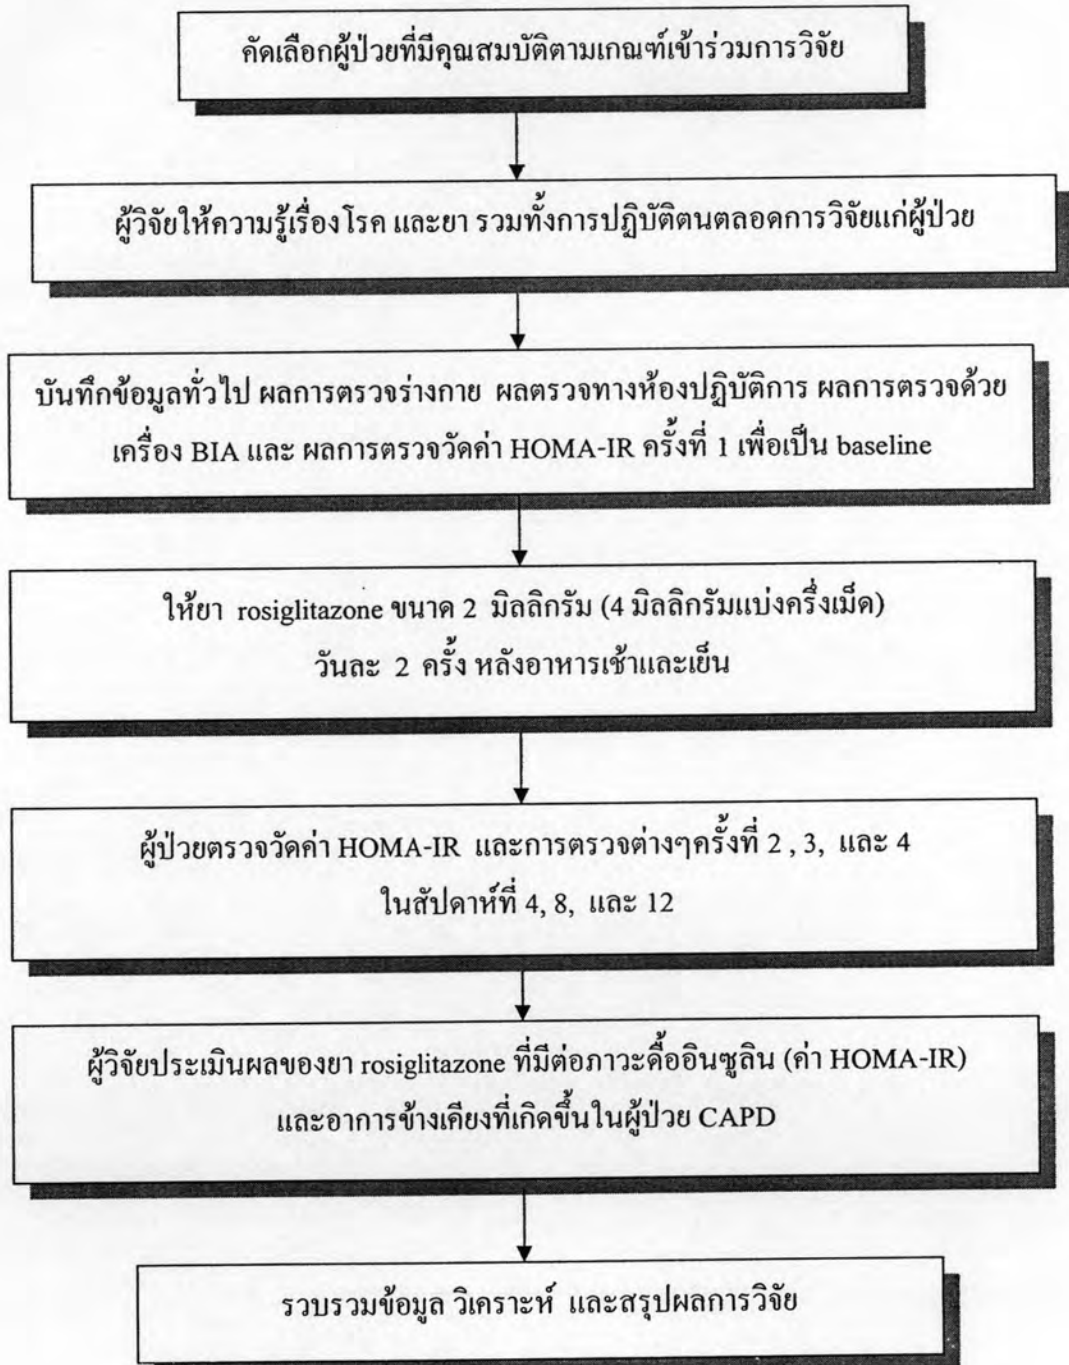 คัดเลือกผู้ป่วยที่มีคุณสมบัติตามเกณฑ์เข้าร่วมการวิจัย
ผู้วิจัยให้ความรู้เรื่องโรค และยา รวมทั้งการปฏิบัติตนตลอดการวิจัยแก่ผู้ป่วย
บันทึกข้อมูลทั่วไป ผลการตรวจร่างกาย ผลตรวจทางห้องปฏิบัติการ ผลการตรวจด้วย
เครื่อง BIA และ ผลการตรวจวัดค่า HOMA-IR ครั้งที่ 1 เพื่อเป็น baseline
ให้ยา rosiglitazone ขนาด 2 มิลลิกรัม (4 มิลลิกรัมแบ่งครึ่งเม็ด)
วันละ 2 ครั้ง หลังอาหารเช้าและเย็น
ผู้ป่วยตรวจวัดค่า HOMA-IR และการตรวจต่างๆครั้งที่ 2 , 3, และ 4
ในสัปดาห์ที่ 4, 8, และ 12
ผู้วิจัยประเมินผลของยา rosiglitazone ที่มีต่อภาวะดื้ออินซูลิน (ค่า HOMA-IR)
และอาการข้างเคียงที่เกิดขึ้นในผู้ป่วย CAPD
รวบรวมข้อมูล วิเคราะห์ และสรุปผลการวิจัย